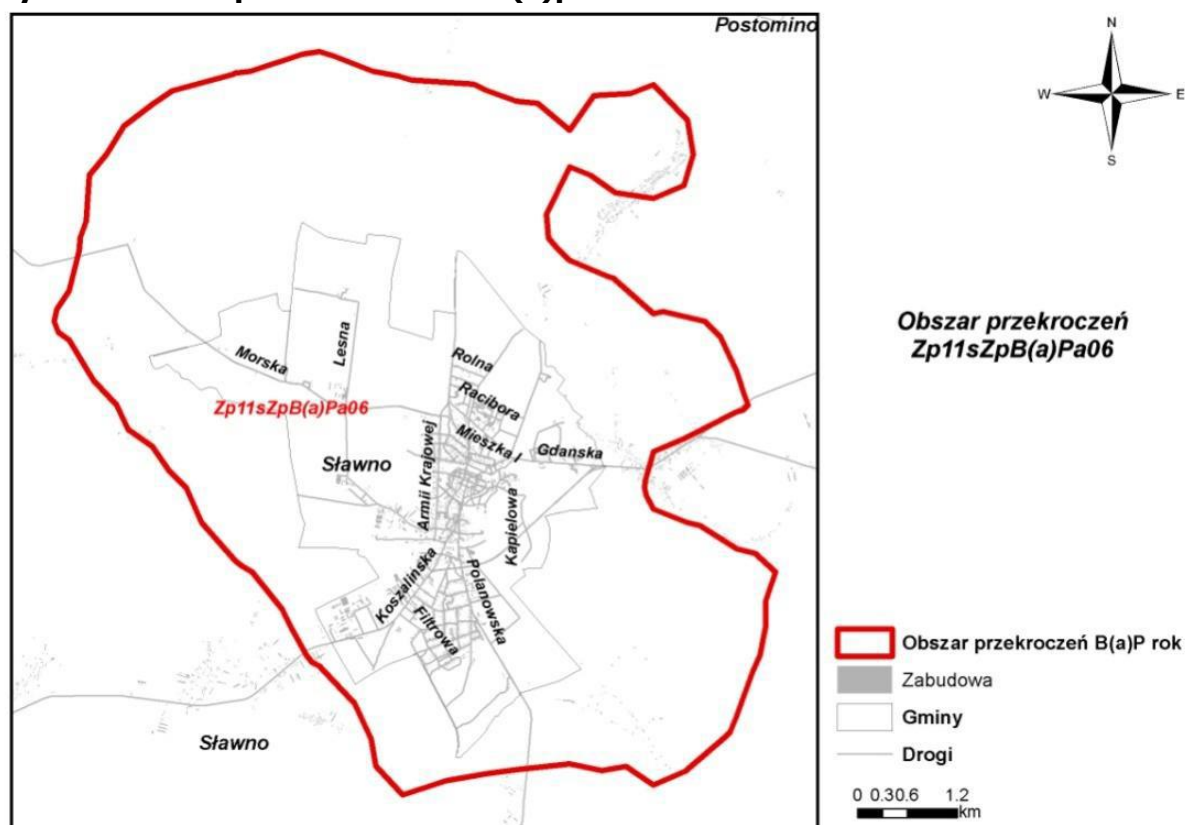 Postomino
N
W
E
S
Obszar przekroczeń
Zp11sZpB(a)Pa06
Morska
Lesna
Rolna
Racibora
Zp11sZpB(a)Pa06
Mieszka I
Gdanska
Sławno
Armii Krajowej
Kapielowa
Koszalinska
Polanowska
Filtrowa
Sławno
Obszar przekroczeń B(a)P rok
Zabudowa
Gminy
Drogi
0 0.30.6 1.2
km